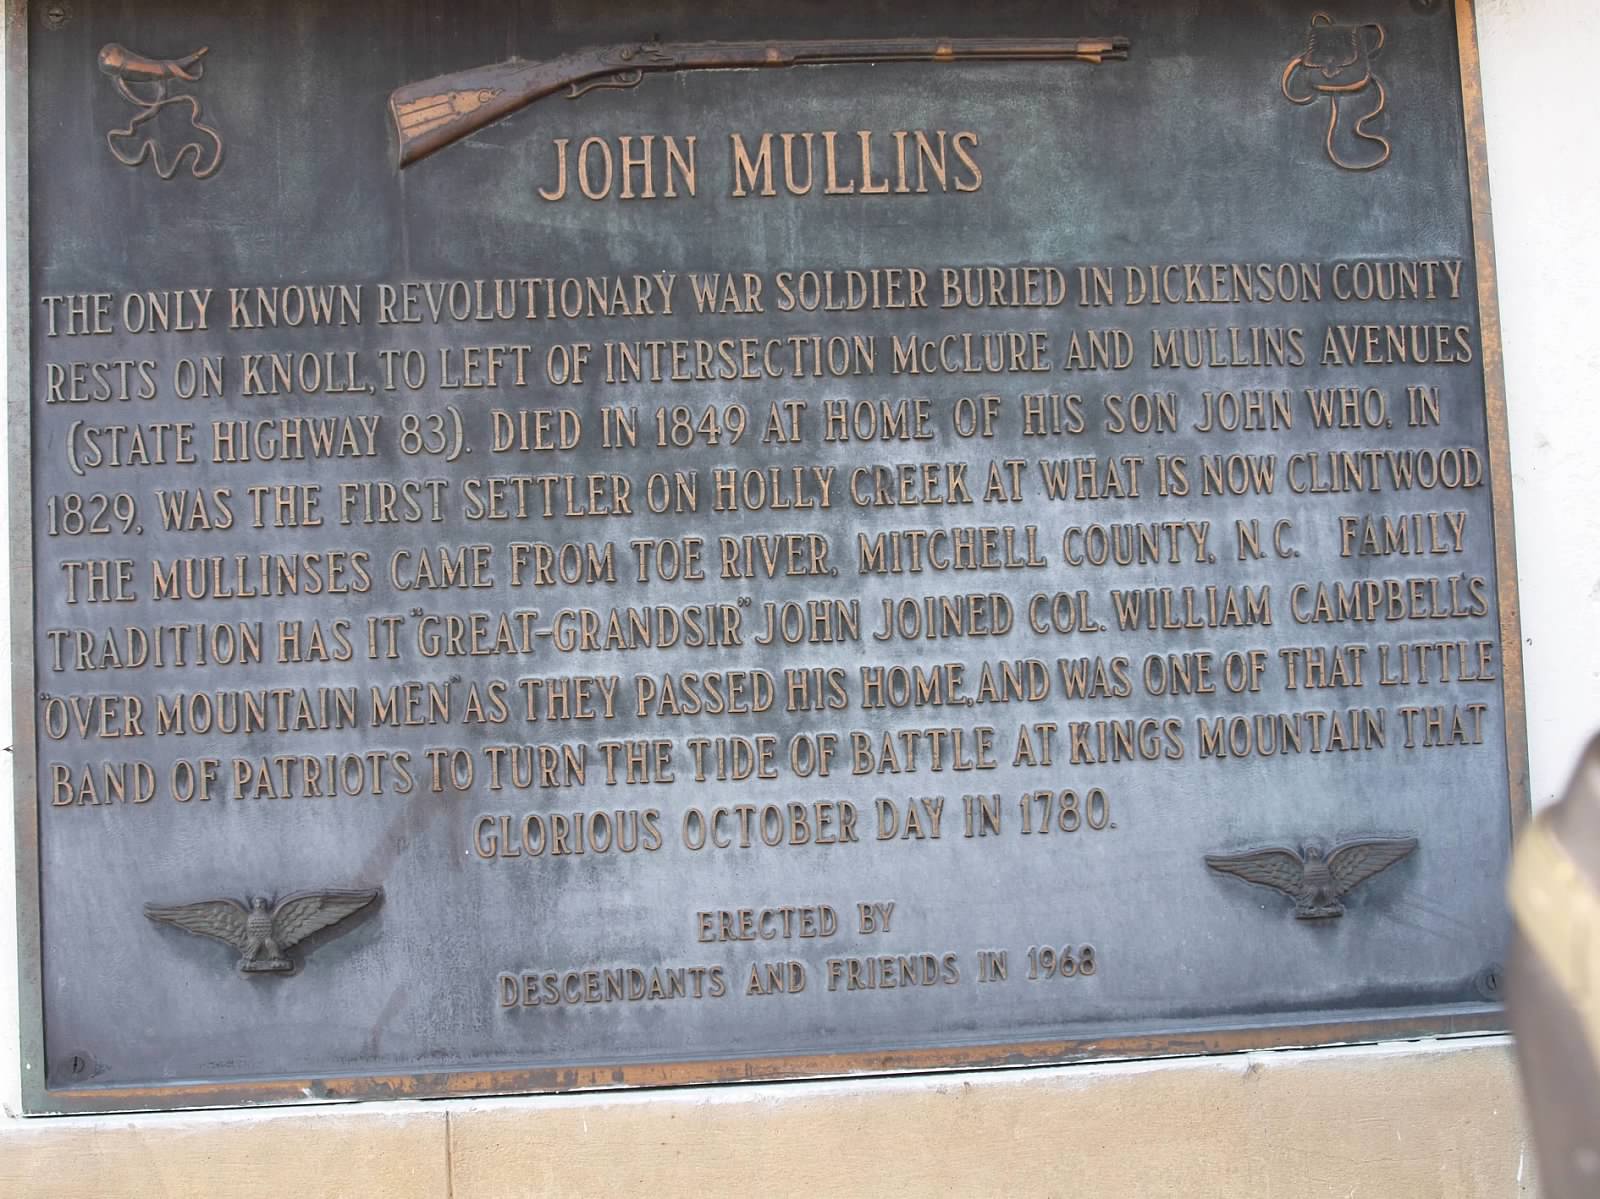 JOHN MULLINS
THE ONLY KNOWN REVOLUTIONARY WAR SOLDIER BURIED IN DICKENSON COUNTY
RESTS ON KNOLL, TO LEFT OF INTERSECTION McCLURE AND MULLINS AVENUES
(STATE HIGHWAY 83). DIED IN 1849 AT HOME OF HIS SON JOHN WHO, IN
1829, WAS THE FIRST SETTLER ON HOLLY CREEK AT WHAT IS NOW CLINTWOOD.
THE MULLINSES CAME FROM TOE RIVER, MITCHELL COUNTY, N.C. FAMILY
TRADITION HAS IT "GREAT-GRANDSIR" JOHN JOINED COL. WILLIAM CAMPBELL'S
"OVER MOUNTAIN MEN" AS THEY PASSED HIS HOME, AND WAS ONE OF THAT LITTLE
BAND OF PATRIOTS TO TURN THE TIDE OF BATTLE AT KINGS MOUNTAIN THAT
GLORIOUS OCTOBER DAY IN 1780.
ERECTED BY
DESCENDANTS AND FRIENDS IN 1968